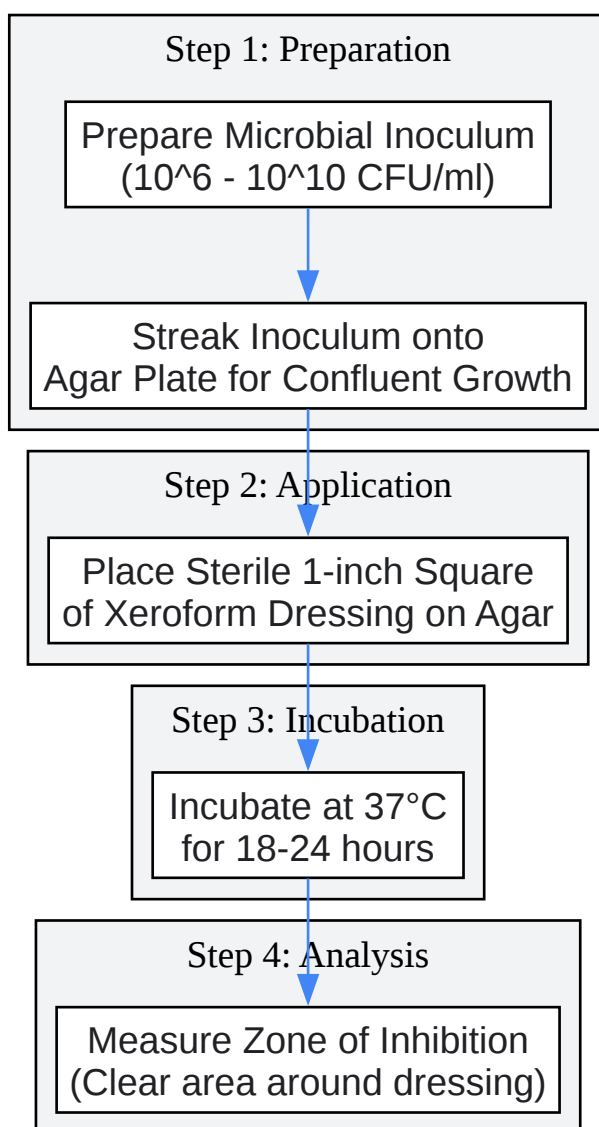 Step 1: Preparation
Prepare Microbial Inoculum
(10^6 - 10^10 CFU/ml)
Streak Inoculum onto
Agar Plate for Confluent Growth
Step 2: Application
Place Sterile 1-inch Square
of Xeroform Dressing on Agar
Step 3: Incubation
Incubate at 37°C
for 18-24 hours
Step 4: Analysis
Measure Zone of Inhibition
(Clear area around dressing)